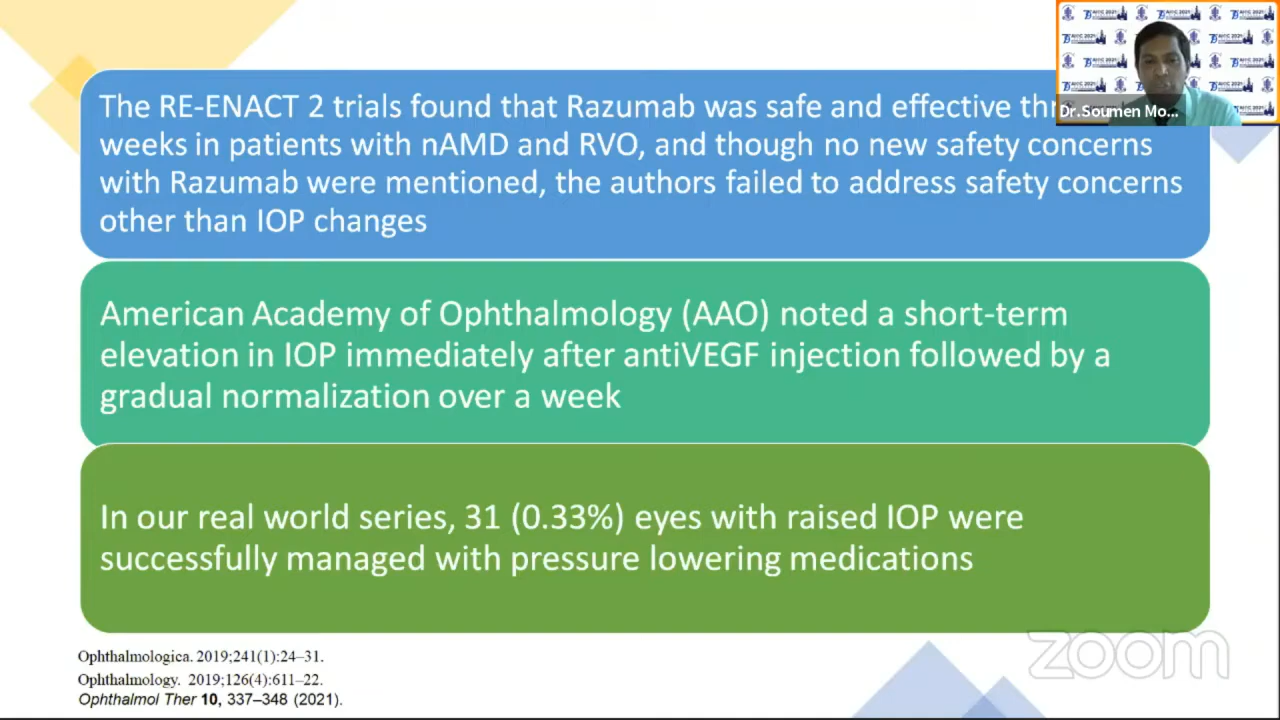 The RE-ENACT 2 trials found that Razumab was safe and effective
weeks in patients with nAMD and RVO, and though no new safety concerns
with Razumab were mentioned, the authors failed to address safety concerns
other than IOP changes
American Academy of Ophthalmology (AAO) noted a short-term
elevation in IOP immediately after antiVEGF injection followed by a
gradual normalization over a week
In our real world series, 31 (0.33%) eyes with raised IOP were
successfully managed with pressure lowering medications
Ophthalmologica. 2019;241(1):24–31.
Ophthalmology. 2019;126(4):611–22.
Ophthalmol Ther 10, 337–348 (2021).
Dr.Soumen Mo...
zoom